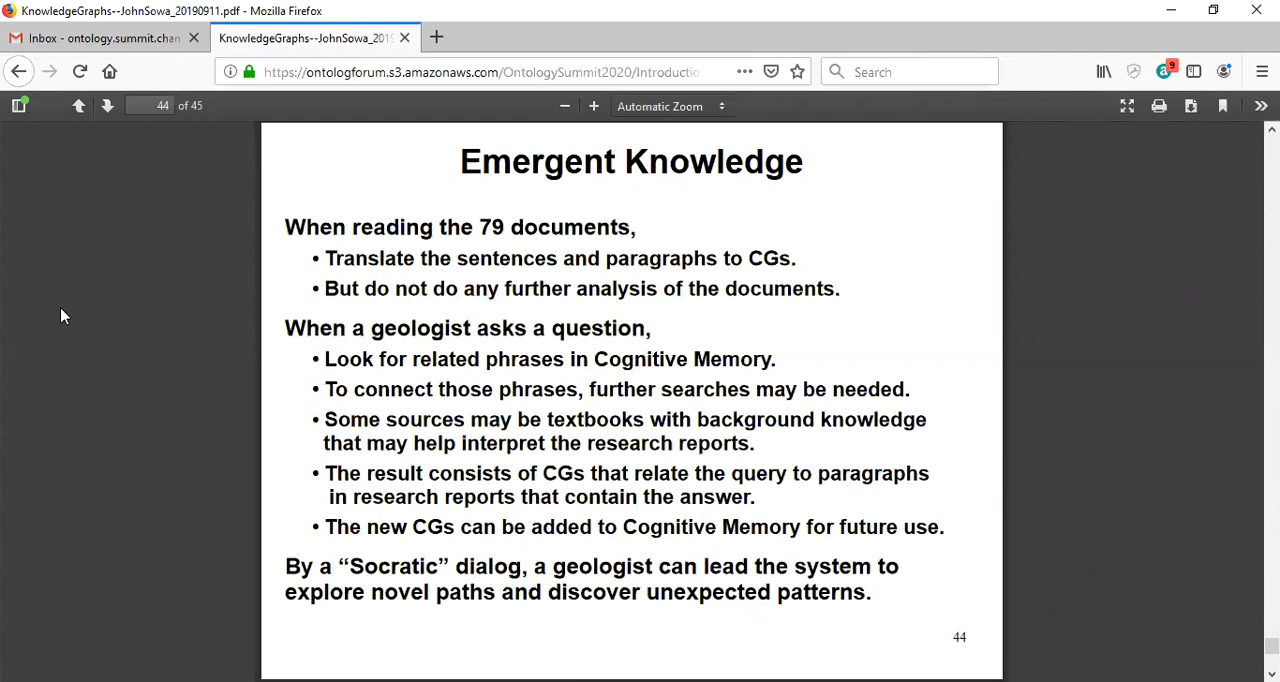 KnowledgeGraphs--JohnSowa_20190911.pdf - Mozilla Firefox
Inbox - ontology.summit.chan
KnowledgeGraphs--JohnSowa_201
https://ontologforum.s3.amazonaws.com/OntologySummit2020/Introductio
Search
9
44 of 45
Automatic Zoom
Emergent Knowledge
When reading the 79 documents,
• Translate the sentences and paragraphs to CGs.
• But do not do any further analysis of the documents.
When a geologist asks a question,
• Look for related phrases in Cognitive Memory.
• To connect those phrases, further searches may be needed.
• Some sources may be textbooks with background knowledge
that may help interpret the research reports.
• The result consists of CGs that relate the query to paragraphs
in research reports that contain the answer.
• The new CGs can be added to Cognitive Memory for future use.
By a “Socratic” dialog, a geologist can lead the system to
explore novel paths and discover unexpected patterns.
44